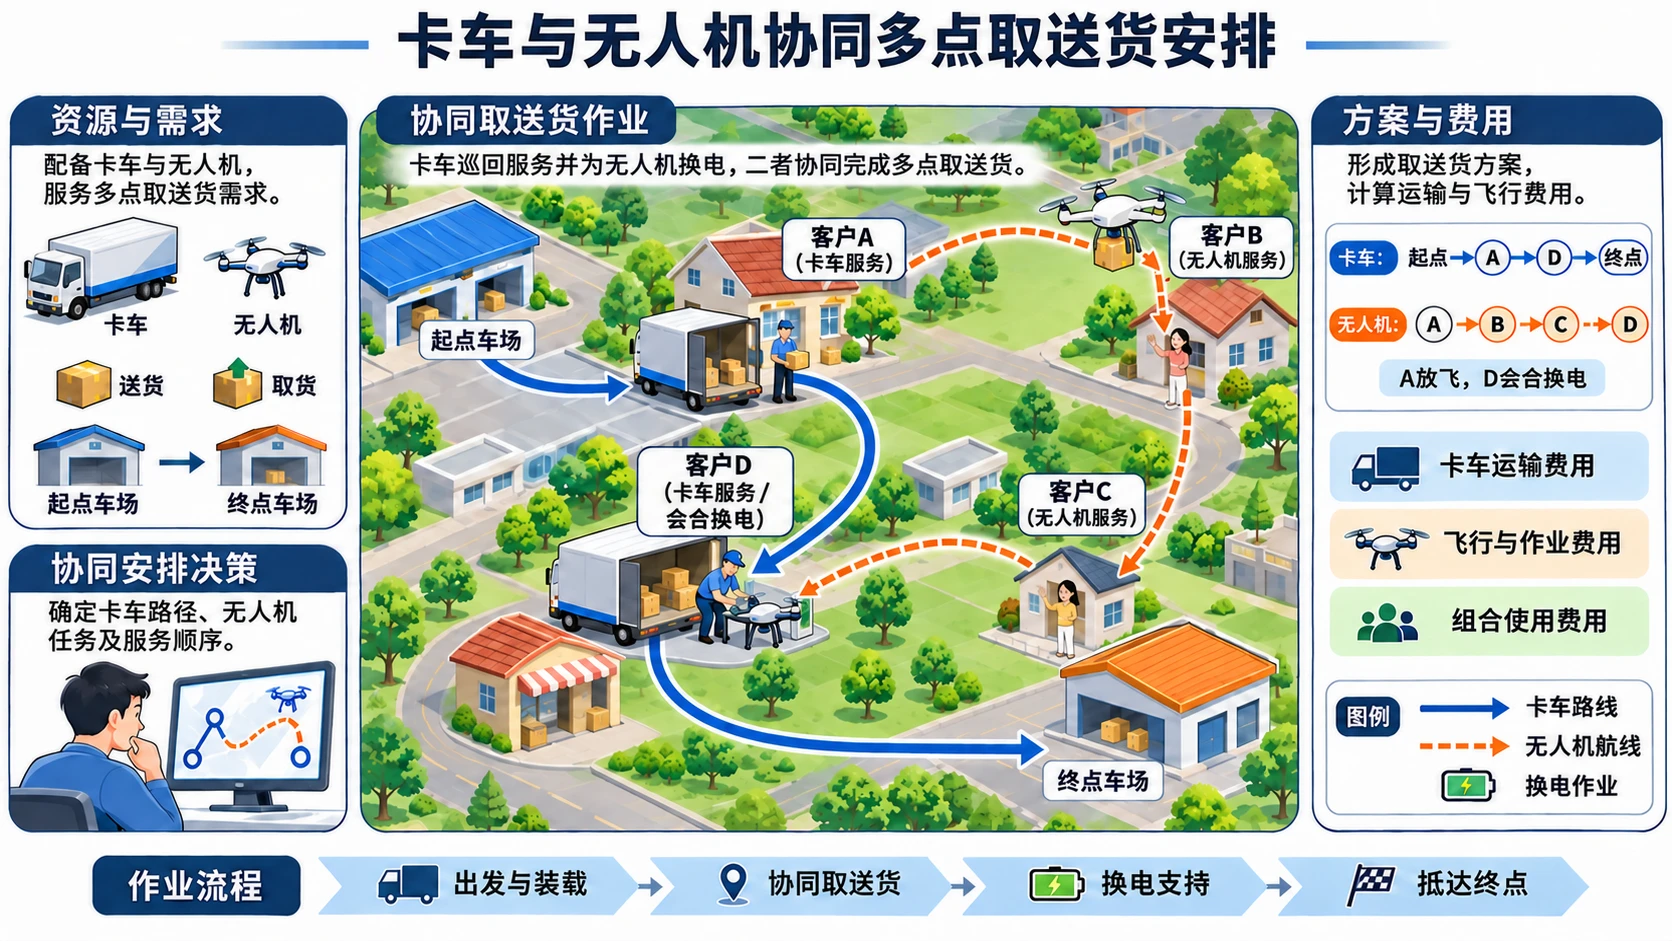 卡车与无人机协同多点取送货安排
资源与需求
配备卡车与无人机，
服务多点取送货需求。
卡车
无人机
送货
取货
起点车场
终点车场
协同安排决策
确定卡车路径、无人机
任务及服务顺序。
协同取送货作业
卡车巡回服务并为无人机换电，二者协同完成多点取送货。
客户A
（卡车服务）
客户B
（无人机服务）
起点车场
客户D
（卡车服务/
会合换电）
客户C
（无人机服务）
终点车场
方案与费用
形成取送货方案，
计算运输与飞行费用。
卡车： 起点 A D 终点
无人机： A B C D
A放飞，D会合换电
卡车运输费用
飞行与作业费用
组合使用费用
图例
卡车路线
无人机航线
换电作业
作业流程
出发与装载
协同取送货
换电支持
抵达终点